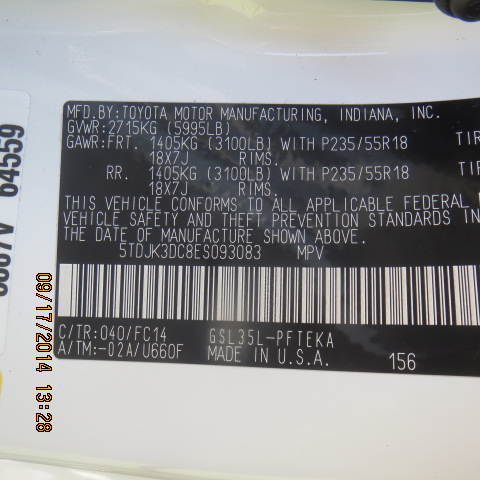 MFD. BY:TOYOTA MOTOR MANUFACTURING, INDIANA, INC.
GVWR:2715KG (5995LB)
GAWR:FRT. 1405KG (3100LB) WITH P235/55R18 TIR
18X7J RIMS.
RR. 1405KG (3100LB) WITH P235/55R18 TIR
18X7J RIMS.
THIS VEHICLE CONFORMS TO ALL APPLICABLE FEDERAL
VEHICLE SAFETY AND THEFT PREVENTION STANDARDS IN
THE DATE OF MANUFACTURE SHOWN ABOVE.
5TDJK3DC8ES093083 MPV
C/TR:040/FC14 GSL35L-PFTEKA
A/TM:-02A/U660F MADE IN U.S.A.
156
64559
09/17/2014 13:28